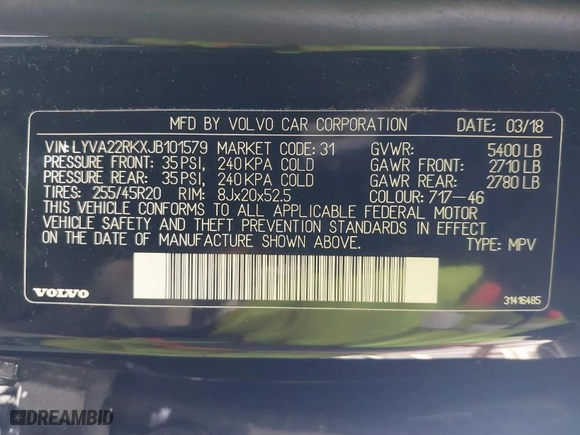 MFD BY VOLVO CAR CORPORATION DATE: 03/18
VIN: LYVA22RKXJB101579 MARKET CODE: 31 GVWR: 5400 LB
PRESSURE FRONT: 35 PSI, 240 KPA COLD GAWR FRONT: 2710 LB
PRESSURE REAR: 35 PSI, 240 KPA COLD GAWR REAR: 2780 LB
TIRES: 255/45R20 RIM: 8Jx20x52.5 COLOUR: 717-46
THIS VEHICLE CONFORMS TO ALL APPLICABLE FEDERAL MOTOR
VEHICLE SAFETY AND THEFT PREVENTION STANDARDS IN EFFECT
ON THE DATE OF MANUFACTURE SHOWN ABOVE. TYPE: MPV
VOLVO 31416485
DREAMBID